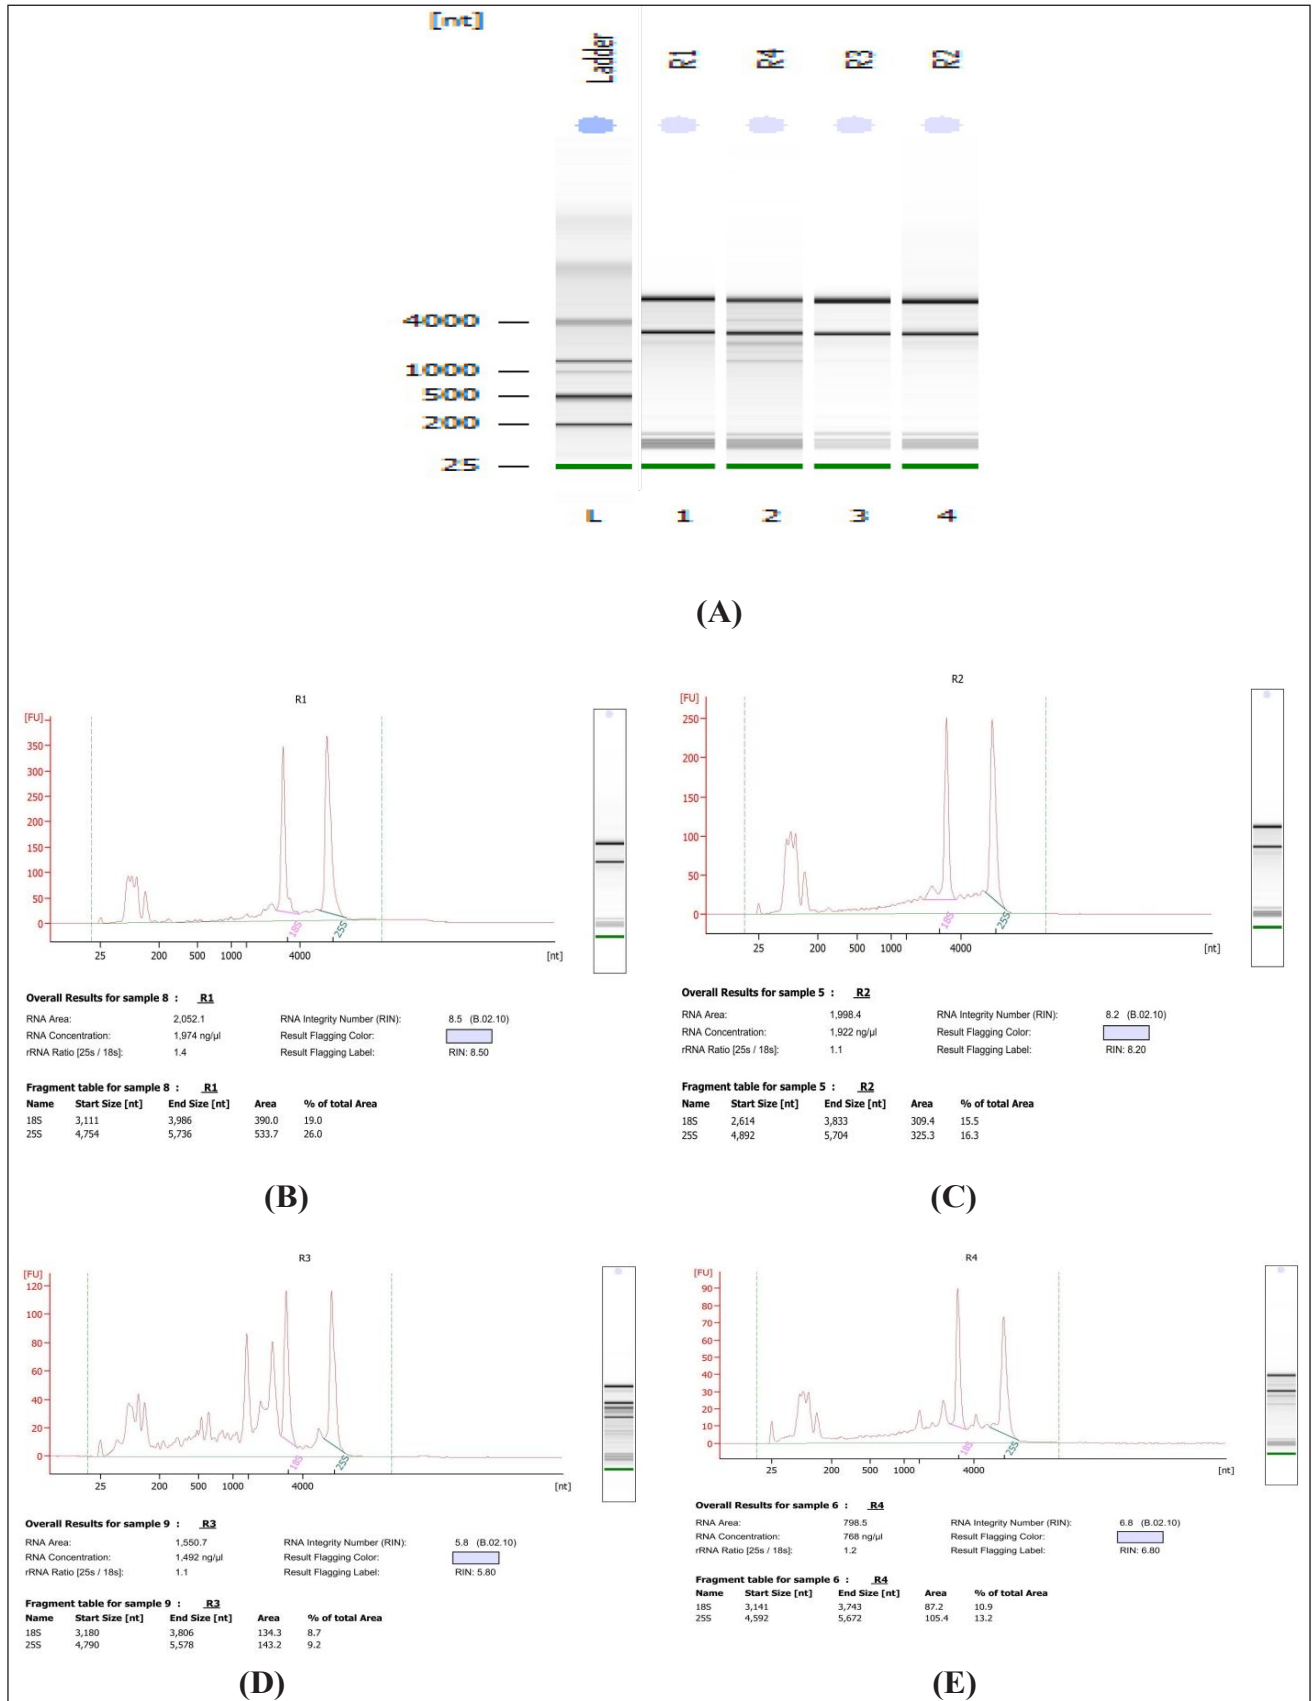 [nt]
Ladder R1 R4 R3 R2
4000
1000
500
200
25
L 1 2 3 4
(A)
R1
[FU]
350
300
250
200
150
100
50
0
18S 25S
25 200 500 1000 4000 [nt]
Overall Results for sample 8 : R1
RNA Area: 2,052.1 RNA Integrity Number (RIN): 8.5 (B.02.10)
RNA Concentration: 1,974 ng/µl Result Flagging Color:
rRNA Ratio [25s / 18s]: 1.4 Result Flagging Label: RIN: 8.50
Fragment table for sample 8 : R1
Name Start Size [nt] End Size [nt] Area % of total Area
18S 3,111 3,986 390.0 19.0
25S 4,754 5,736 533.7 26.0
(B)
R2
[FU]
250
200
150
100
50
0
18S 25S
25 200 500 1000 4000 [nt]
Overall Results for sample 5 : R2
RNA Area: 1,998.4 RNA Integrity Number (RIN): 8.2 (B.02.10)
RNA Concentration: 1,922 ng/µl Result Flagging Color:
rRNA Ratio [25s / 18s]: 1.1 Result Flagging Label: RIN: 8.20
Fragment table for sample 5 : R2
Name Start Size [nt] End Size [nt] Area % of total Area
18S 2,614 3,833 309.4 15.5
25S 4,892 5,704 325.3 16.3
(C)
R3
[FU]
120
100
80
60
40
20
0
18S 25S
25 200 500 1000 4000 [nt]
Overall Results for sample 9 : R3
RNA Area: 1,550.7 RNA Integrity Number (RIN): 5.8 (B.02.10)
RNA Concentration: 1,492 ng/µl Result Flagging Color:
rRNA Ratio [25s / 18s]: 1.1 Result Flagging Label: RIN: 5.80
Fragment table for sample 9 : R3
Name Start Size [nt] End Size [nt] Area % of total Area
18S 3,180 3,806 134.3 8.7
25S 4,790 5,578 143.2 9.2
(D)
R4
[FU]
90
80
70
60
50
40
30
20
10
0
18S 25S
25 200 500 1000 4000 [nt]
Overall Results for sample 6 : R4
RNA Area: 798.5 RNA Integrity Number (RIN): 6.8 (B.02.10)
RNA Concentration: 768 ng/µl Result Flagging Color:
rRNA Ratio [25s / 18s]: 1.2 Result Flagging Label: RIN: 6.80
Fragment table for sample 6 : R4
Name Start Size [nt] End Size [nt] Area % of total Area
18S 3,141 3,743 87.2 10.9
25S 4,592 5,672 105.4 13.2
(E)